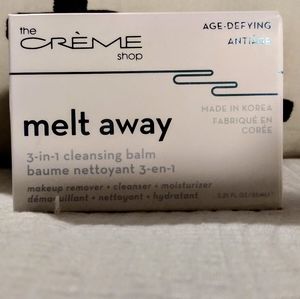 the
CRÈME
shop
AGE-DEFYING
ANTIÂGE
MADE IN KOREA
FABRIQUÉ EN
CORÉE
melt away
3-in-1 cleansing balm
baume nettoyant 3-en-1
makeup remover • cleanser • moisturizer
démaquillant • nettoyant • hydratant